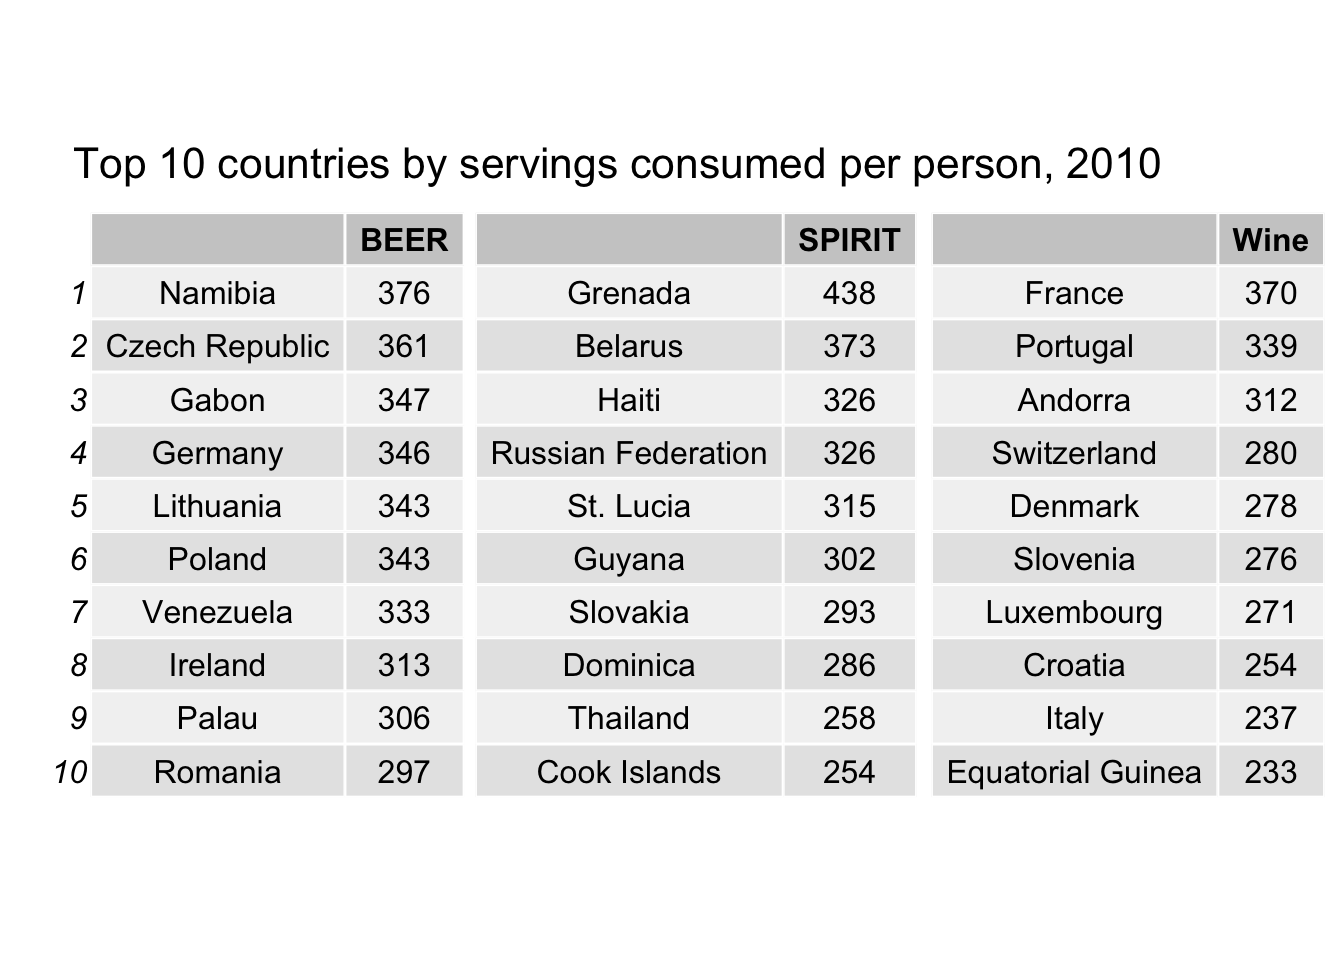 Top 10 countries by servings consumed per person, 2010
BEER SPIRIT Wine
1 Namibia 376 Grenada 438 France 370
2 Czech Republic 361 Belarus 373 Portugal 339
3 Gabon 347 Haiti 326 Andorra 312
4 Germany 346 Russian Federation 326 Switzerland 280
5 Lithuania 343 St. Lucia 315 Denmark 278
6 Poland 343 Guyana 302 Slovenia 276
7 Venezuela 333 Slovakia 293 Luxembourg 271
8 Ireland 313 Dominica 286 Croatia 254
9 Palau 306 Thailand 258 Italy 237
10 Romania 297 Cook Islands 254 Equatorial Guinea 233